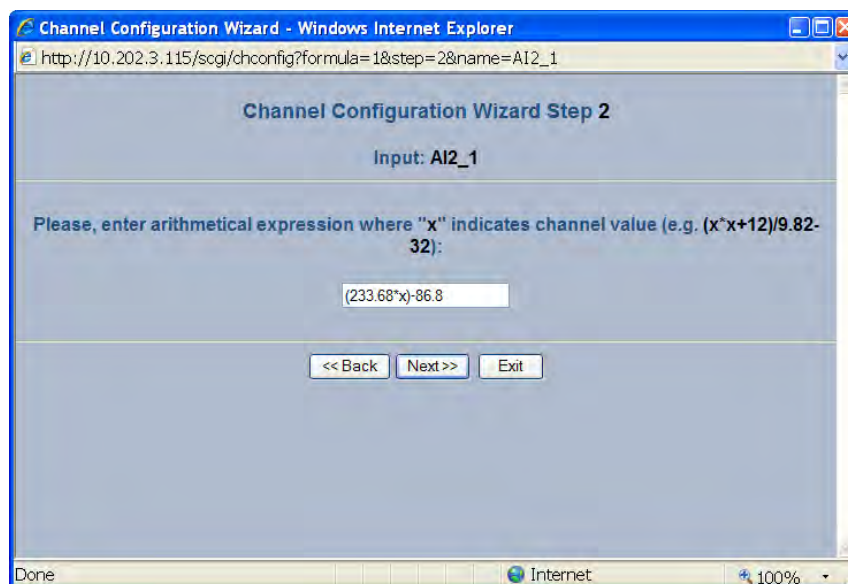 Channel Configuration Wizard - Windows Internet Explorer
http://10.202.3.115/scgi/chconfig?formula=1&step=2&name=AI2_1
Channel Configuration Wizard Step 2
Input: AI2_1
Please, enter arithmetical expression where "x" indicates channel value (e.g. (x*x+12)/9.82-
32):
(233.68*x)-86.8
<< Back Next>> Exit
Done Internet 100%